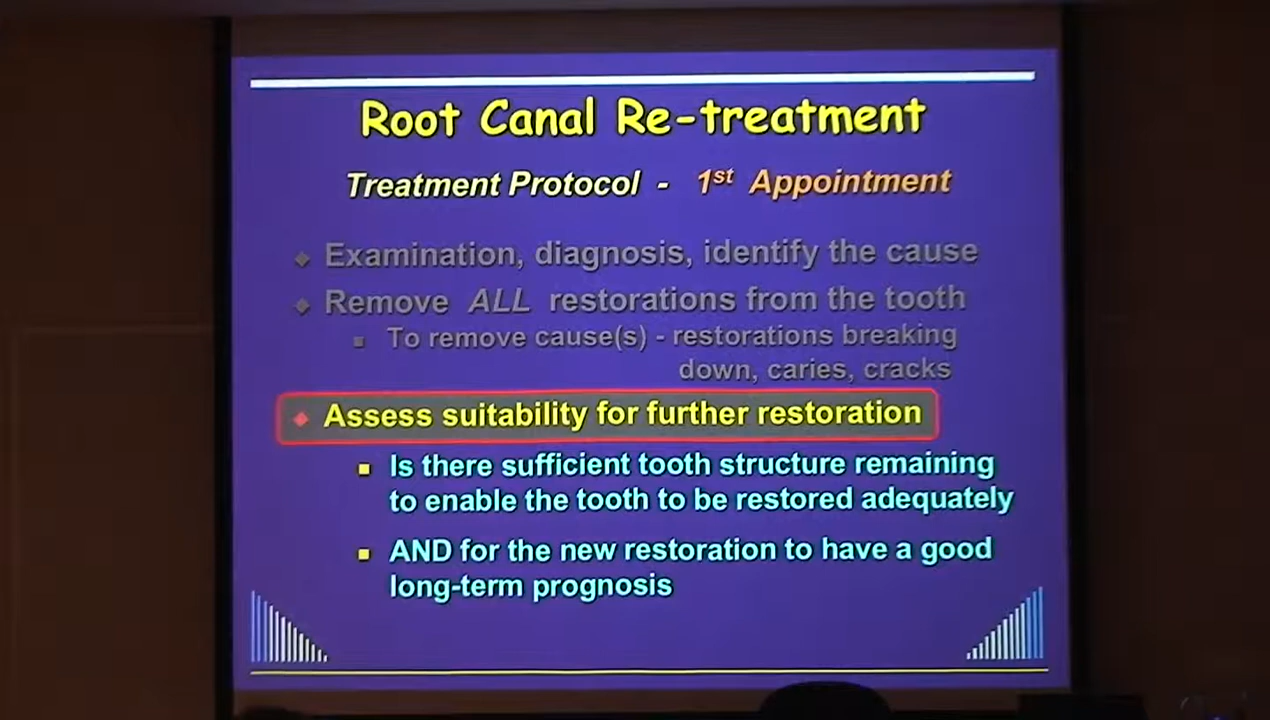 Root Canal Re-treatment
Treatment Protocol - 1st Appointment
Examination, diagnosis, identify the cause
Remove ALL restorations from the tooth
To remove cause(s) - restorations breaking
down, caries, cracks
Assess suitability for further restoration
Is there sufficient tooth structure remaining
to enable the tooth to be restored adequately
AND for the new restoration to have a good
long-term prognosis